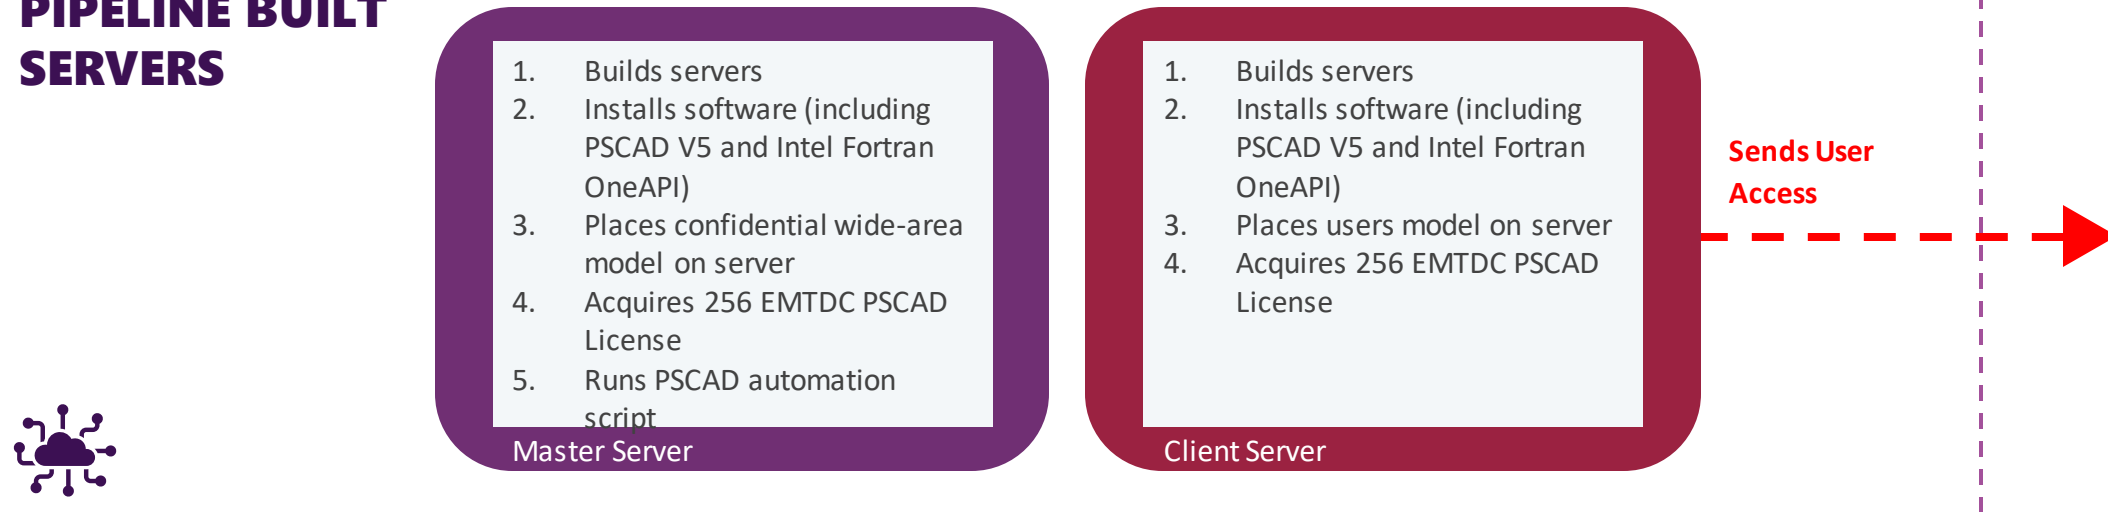 PIPELINE BUILT
SERVERS
1. Builds servers
2. Installs software (including
PSCAD V5 and Intel Fortran
OneAPI)
3. Places confidential wide-area
model on server
4. Acquires 256 EMTDC PSCAD
License
5. Runs PSCAD automation
script
Master Server
1. Builds servers
2. Installs software (including
PSCAD V5 and Intel Fortran
OneAPI)
3. Places users model on server
4. Acquires 256 EMTDC PSCAD
License
Client Server
Sends User
Access